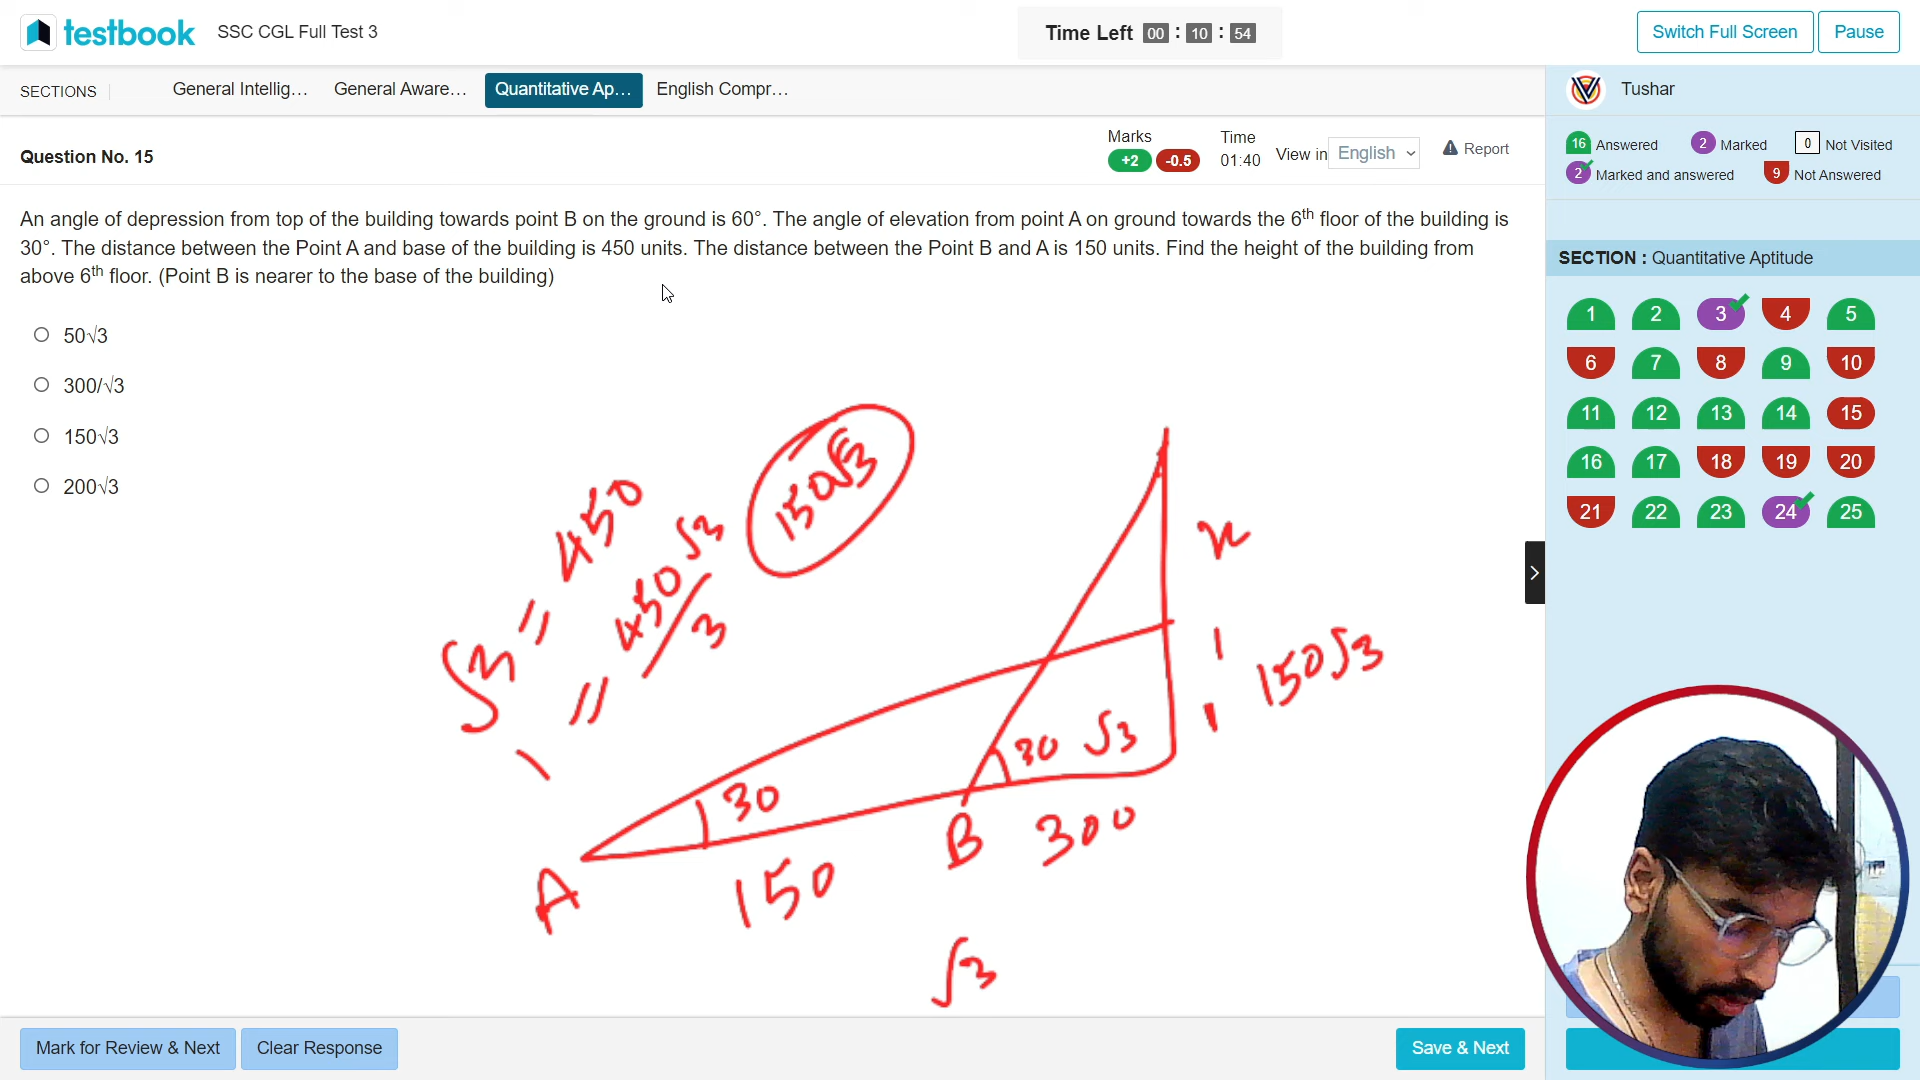 testbook SSC CGL Full Test 3
Time Left 00 : 10 : 54
Switch Full Screen Pause
SECTIONS General Intellig... General Aware... Quantitative Ap... English Compr...
Tushar
Question No. 15
Marks +2 -0.5
Time 01:40
View in English
Report
16 Answered 2 Marked 0 Not Visited
2 Marked and answered 9 Not Answered
An angle of depression from top of the building towards point B on the ground is 60°. The angle of elevation from point A on ground towards the 6th floor of the building is
30°. The distance between the Point A and base of the building is 450 units. The distance between the Point B and A is 150 units. Find the height of the building from
above 6th floor. (Point B is nearer to the base of the building)
50√3
300/√3
150√3
200√3
SECTION : Quantitative Aptitude
1 2 3 4 5
6 7 8 9 10
11 12 13 14 15
16 17 18 19 20
21 22 23 24 25
√3 = 450
1 = 450√3/3
150√3
x
150√3
30 √3
30
A 150 B 300
√3
Mark for Review & Next Clear Response Save & Next